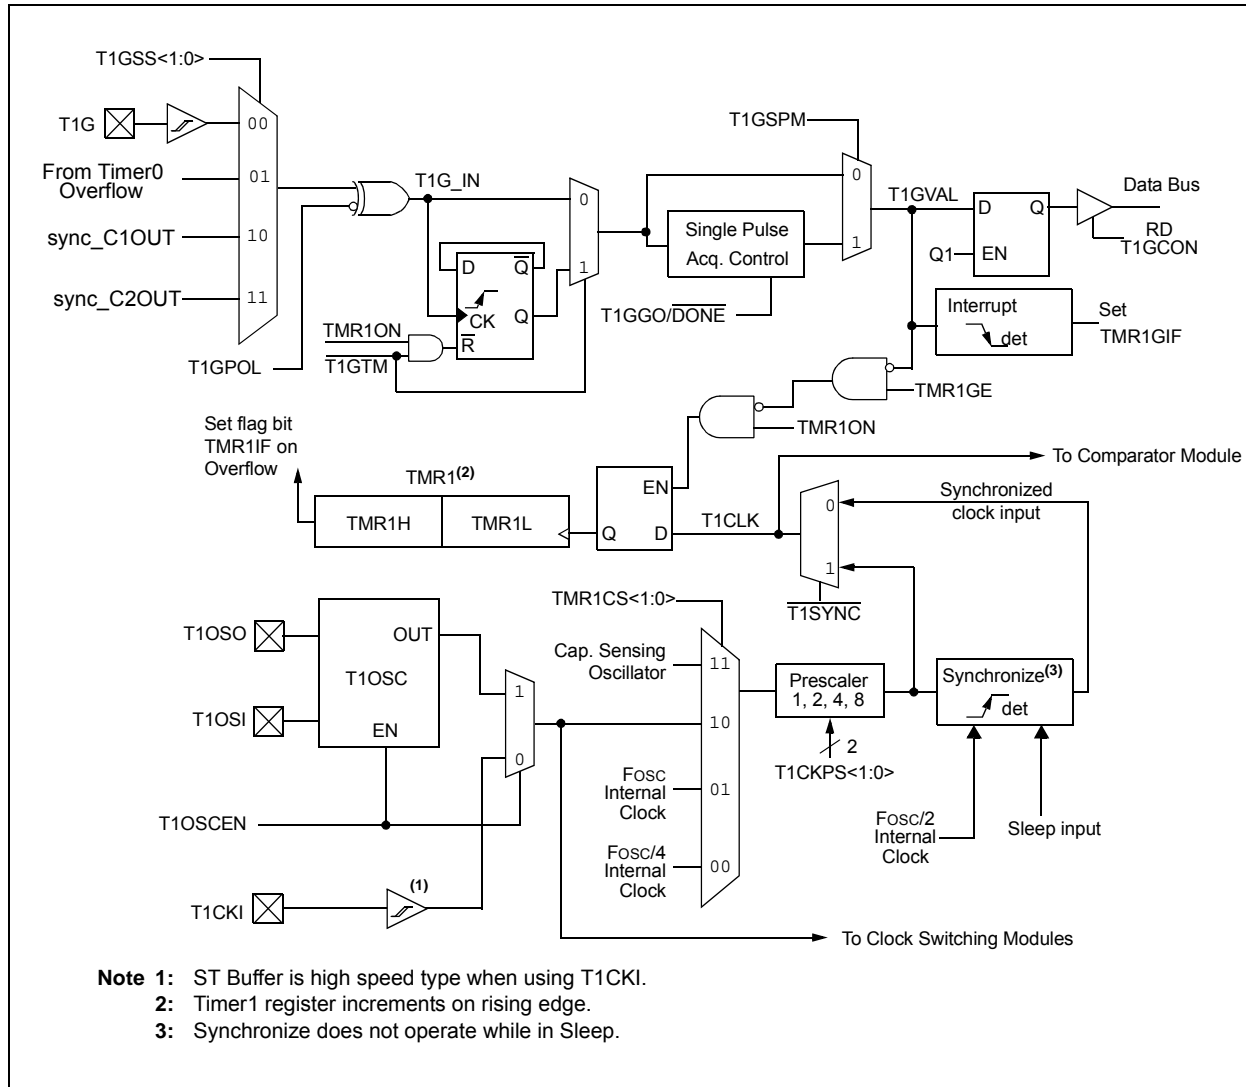 T1GSS<1:0>
T1G
00
From Timer0
Overflow
01
sync_C1OUT
10
sync_C2OUT
11
T1GPOL
T1G_IN
0
1
D
Q
CK
Q
R
TMR1ON
T1GTM
T1GSPM
0
1
Single Pulse
Acq. Control
T1GGO/DONE
T1GVAL
D
Q
Q1
EN
Data Bus
RD
T1GCON
Interrupt
det
Set
TMR1GIF
TMR1GE
TMR1ON
Set flag bit
TMR1IF on
Overflow
TMR1(2)
TMR1H
TMR1L
EN
Q
D
T1CLK
To Comparator Module
0
1
Synchronized
clock input
T1SYNC
T1OSO
T1OSI
OUT
T1OSC
EN
1
0
T1OSCEN
T1CKI
(1)
TMR1CS<1:0>
Cap. Sensing
Oscillator
11
10
FOSC
Internal
Clock
01
FOSC/4
Internal
Clock
00
Prescaler
1, 2, 4, 8
2
T1CKPS<1:0>
Synchronize(3)
det
FOSC/2
Internal
Clock
Sleep input
To Clock Switching Modules
Note 1: ST Buffer is high speed type when using T1CKI.
2: Timer1 register increments on rising edge.
3: Synchronize does not operate while in Sleep.